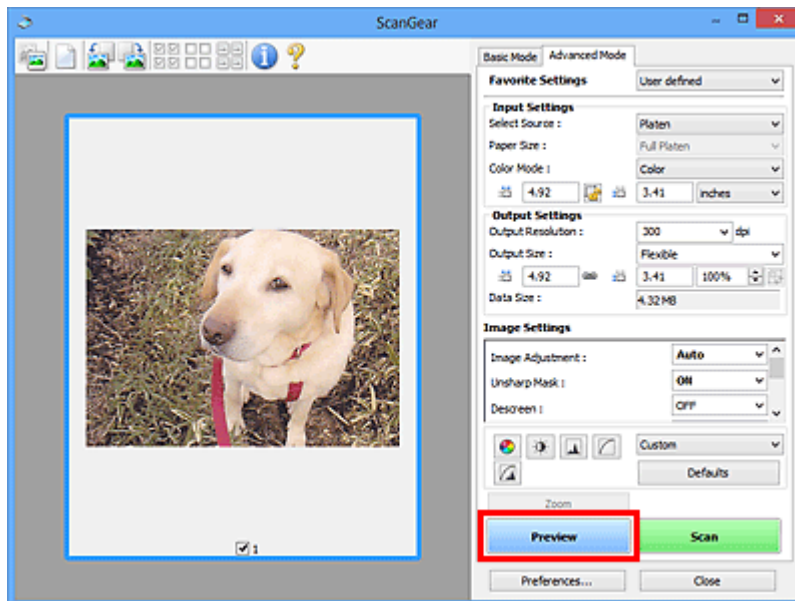 ScanGear
Basic Mode Advanced Mode
Favorite Settings User defined
Input Settings
Select Source : Platen
Paper Size : Full Platen
Color Mode : Color
4.92 3.41 inches
Output Settings
Output Resolution : 300 dpi
Output Size : Flexible
4.92 3.41 100%
Data Size : 4.32 MB
Image Settings
Image Adjustment : Auto
Unsharp Mask : ON
Descreen : OFF
Custom
Defaults
Zoom
Preview Scan
Preferences... Close
1